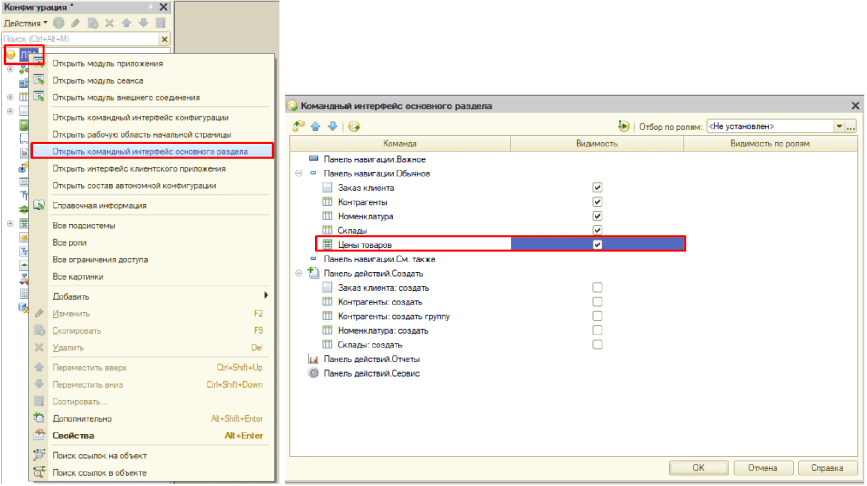 Конфигурация *
Действия
Поиск (Ctrl+Alt+M)
Открыть модуль приложения
Открыть модуль сеанса
Открыть модуль внешнего соединения
Открыть командный интерфейс конфигурации
Открыть рабочую область начальной страницы
Открыть командный интерфейс основного раздела
Открыть интерфейс клиентского приложения
Открыть состав автономной конфигурации
Справочная информация
Все подсистемы
Все роли
Все ограничения доступа
Все картинки
Добавить
Изменить F2
Скопировать F9
Удалить Del
Переместить вверх Ctrl+Shift+Up
Переместить вниз Ctrl+Shift+Down
Сортировать...
Дополнительно Alt+Shift+Enter
Свойства Alt+Enter
Поиск ссылок на объект
Поиск ссылок в объекте
Командный интерфейс основного раздела
Отбор по ролям: <Не установлен>
Команда Видимость Видимость по ролям
Панель навигации.Важное
Панель навигации.Обычное
Заказ клиента
Контрагенты
Номенклатура
Склады
Цены товаров
Панель навигации.См. также
Панель действий.Создать
Заказ клиента: создать
Контрагенты: создать
Контрагенты: создать группу
Номенклатура: создать
Склады: создать
Панель действий.Отчеты
Панель действий.Сервис
OK Отмена Справка